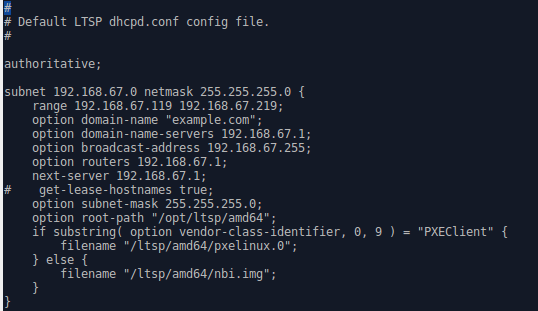 #
# Default LTSP dhcpd.conf config file.
#

authoritative;

subnet 192.168.67.0 netmask 255.255.255.0 {
    range 192.168.67.119 192.168.67.219;
    option domain-name "example.com";
    option domain-name-servers 192.168.67.1;
    option broadcast-address 192.168.67.255;
    option routers 192.168.67.1;
    next-server 192.168.67.1;
#    get-lease-hostnames true;
    option subnet-mask 255.255.255.0;
    option root-path "/opt/ltsp/amd64";
    if substring( option vendor-class-identifier, 0, 9 ) = "PXEClient" {
        filename "/ltsp/amd64/pxelinux.0";
    } else {
        filename "/ltsp/amd64/nbi.img";
    }
}